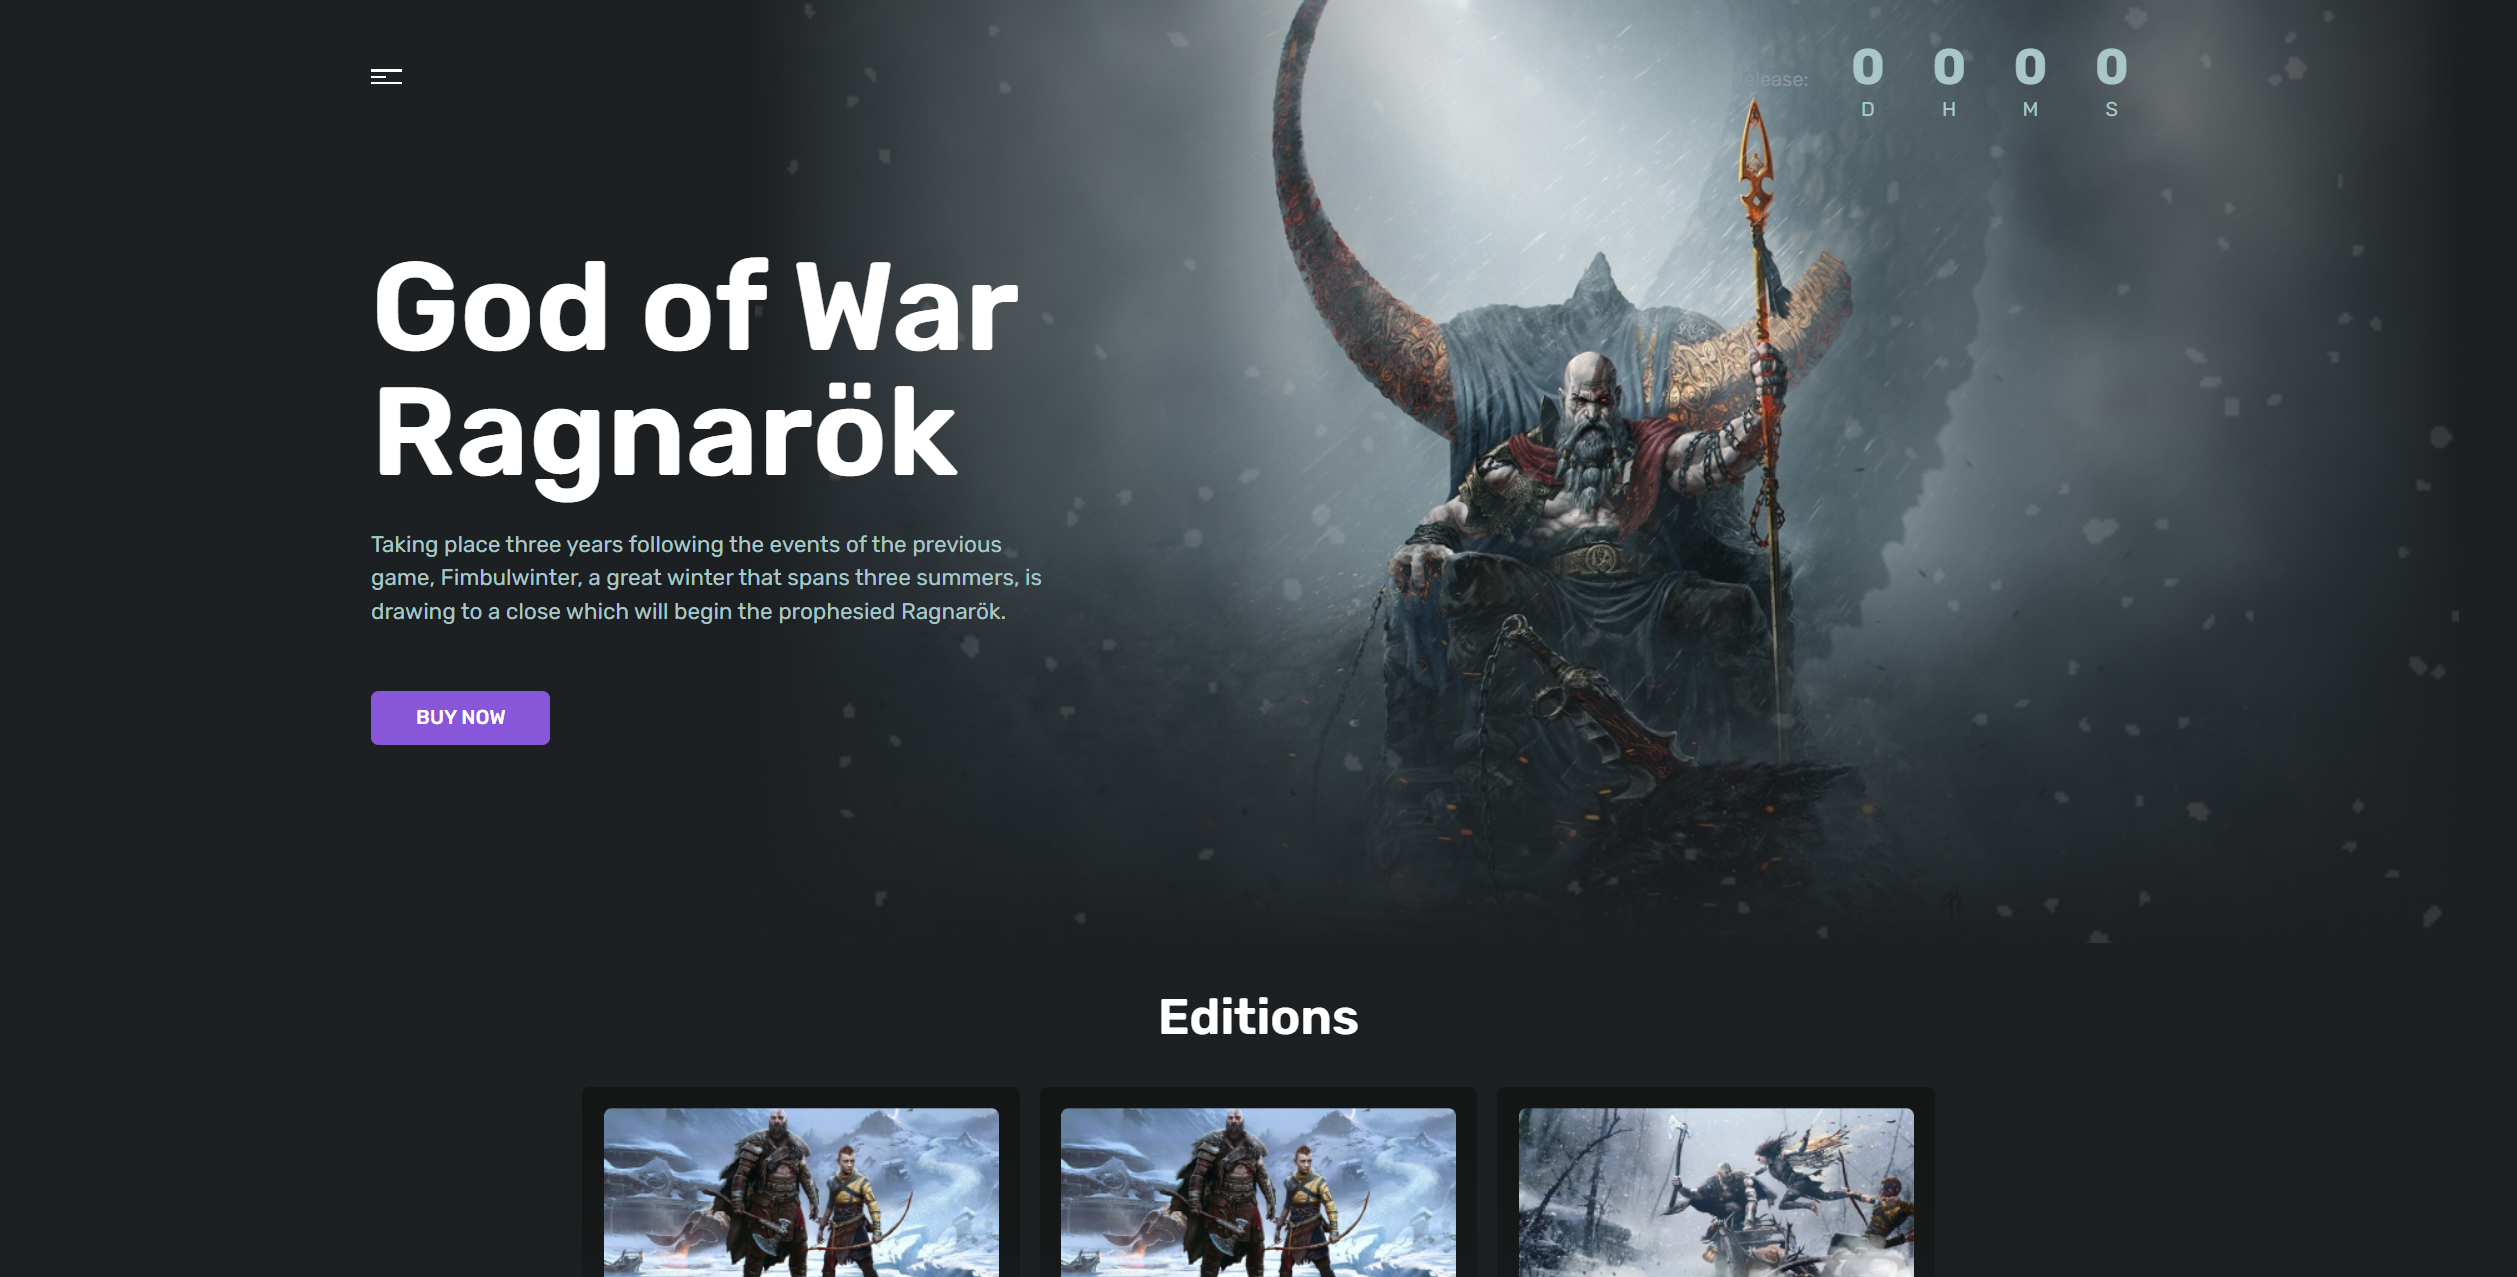 elease:
0 0 0 0
D H M S
God of War
Ragnarök
Taking place three years following the events of the previous
game, Fimbulwinter, a great winter that spans three summers, is
drawing to a close which will begin the prophesied Ragnarök.
BUY NOW
Editions